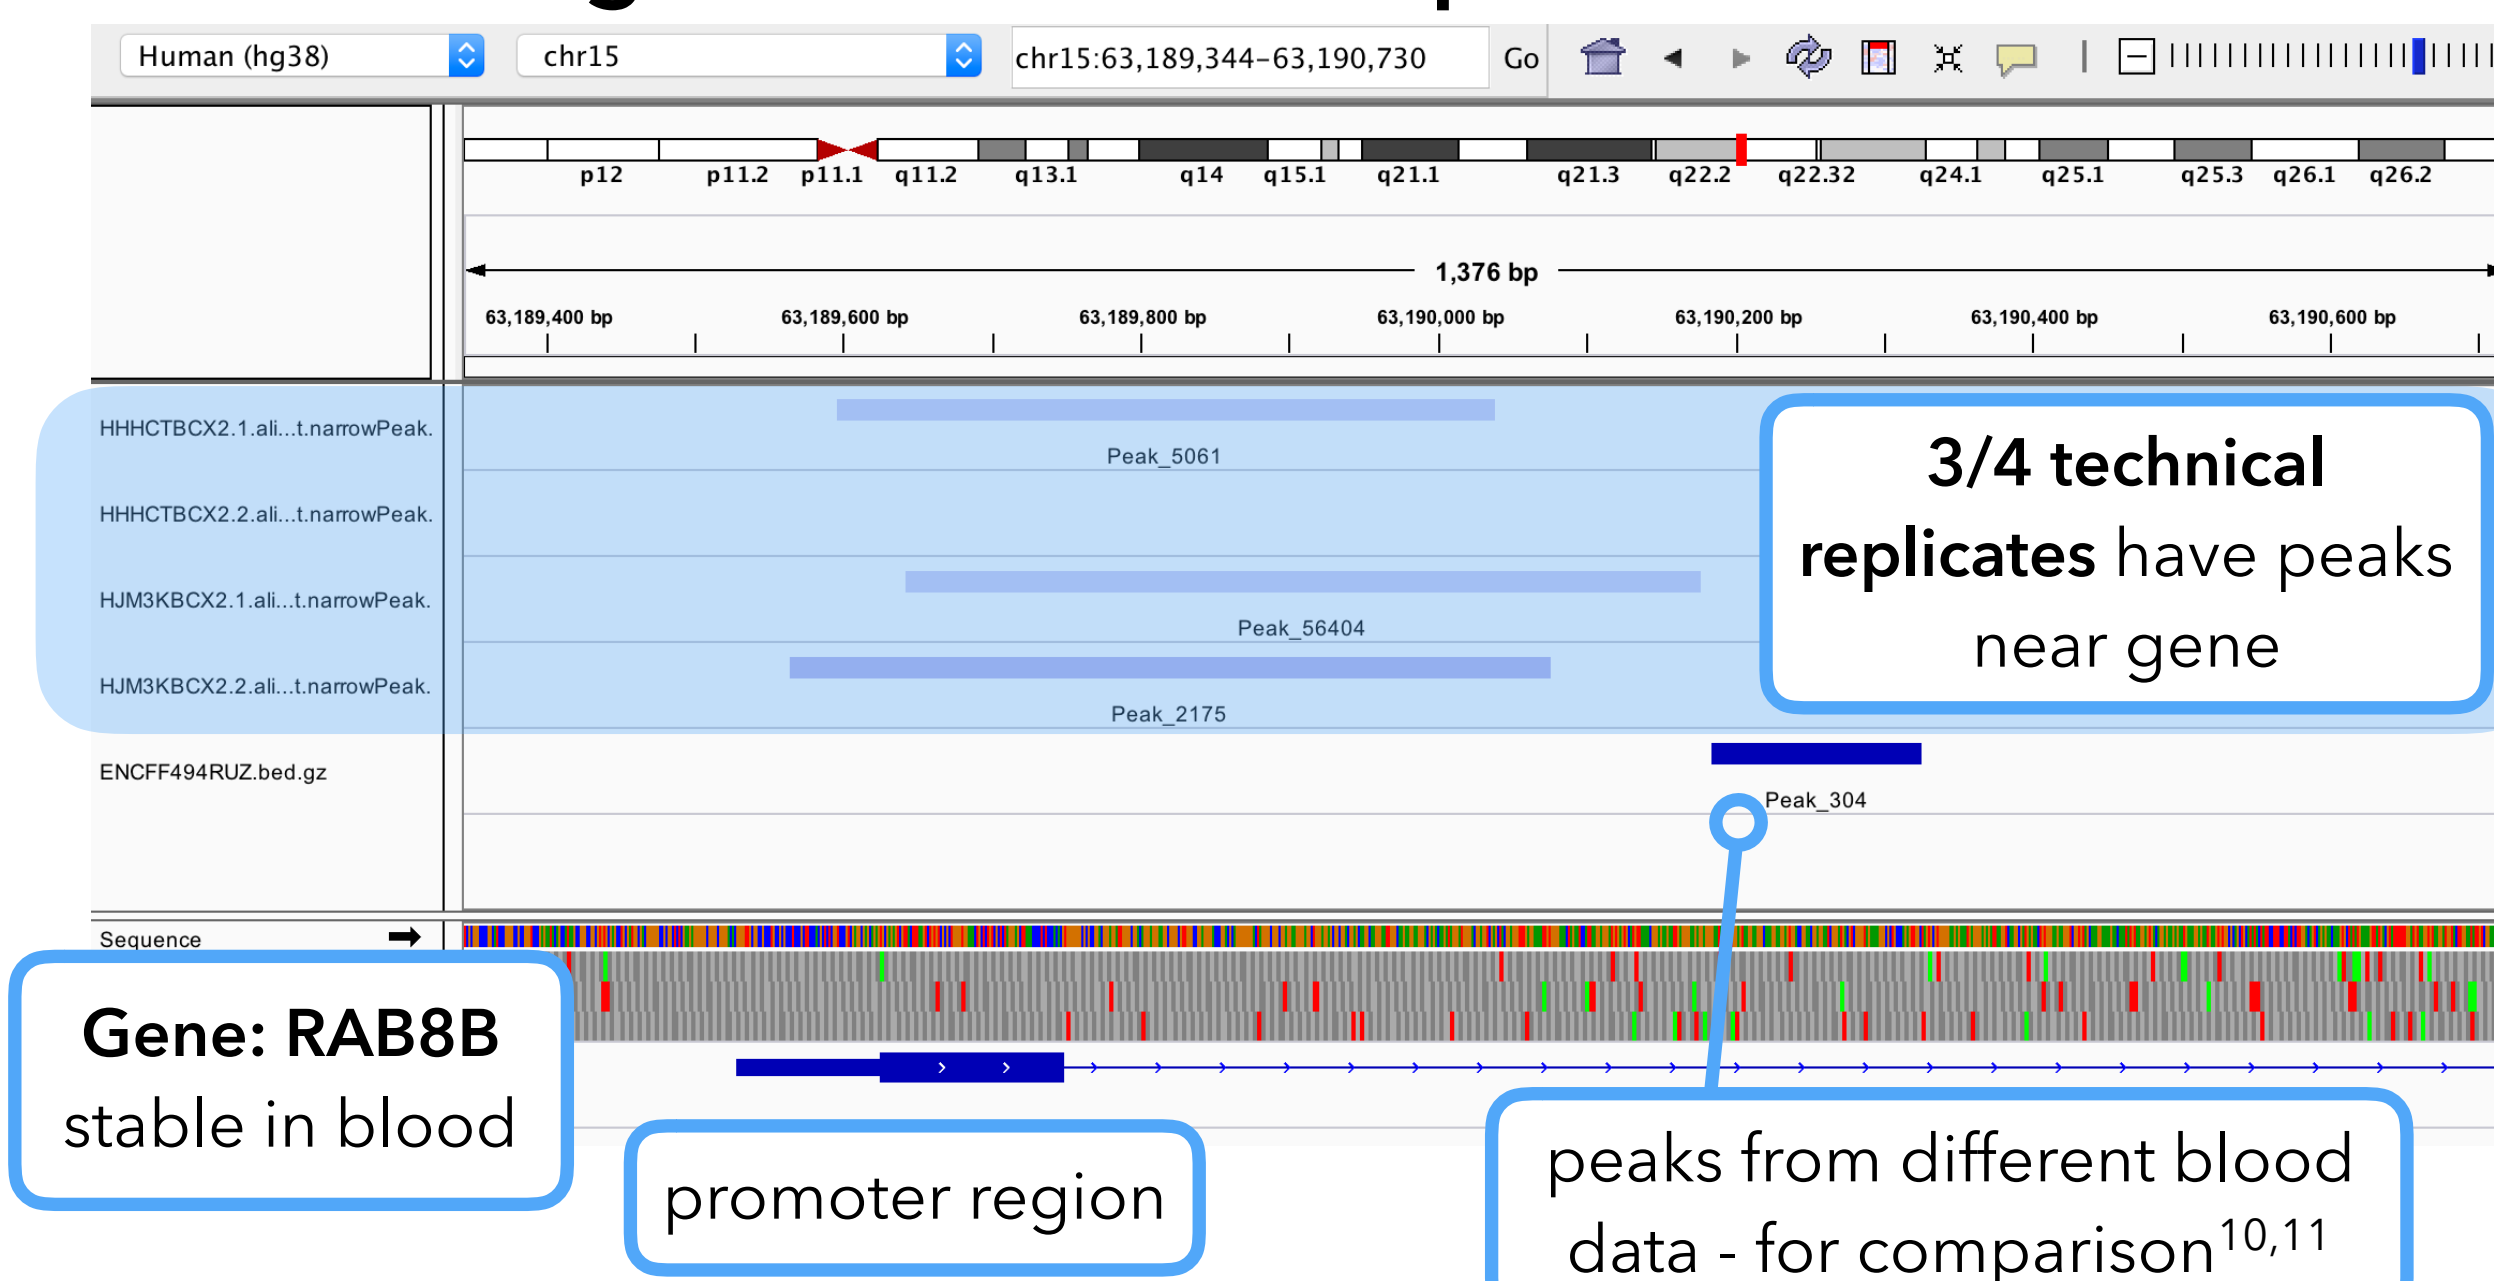 Human (hg38)
chr15
chr15:63,189,344–63,190,730
Go
p12 p11.2 p11.1 q11.2 q13.1 q14 q15.1 q21.1 q21.3 q22.2 q22.32 q24.1 q25.1 q25.3 q26.1 q26.2
1,376 bp
63,189,400 bp 63,189,600 bp 63,189,800 bp 63,190,000 bp 63,190,200 bp 63,190,400 bp 63,190,600 bp
HHHCTBCX2.1.ali...t.narrowPeak.
Peak_5061
HHHCTBCX2.2.ali...t.narrowPeak.
HJM3KBCX2.1.ali...t.narrowPeak.
Peak_56404
HJM3KBCX2.2.ali...t.narrowPeak.
Peak_2175
3/4 technical
replicates have peaks
near gene
ENCFF494RUZ.bed.gz
Peak_304
Sequence
Gene: RAB8B
stable in blood
promoter region
peaks from different blood
data - for comparison10,11